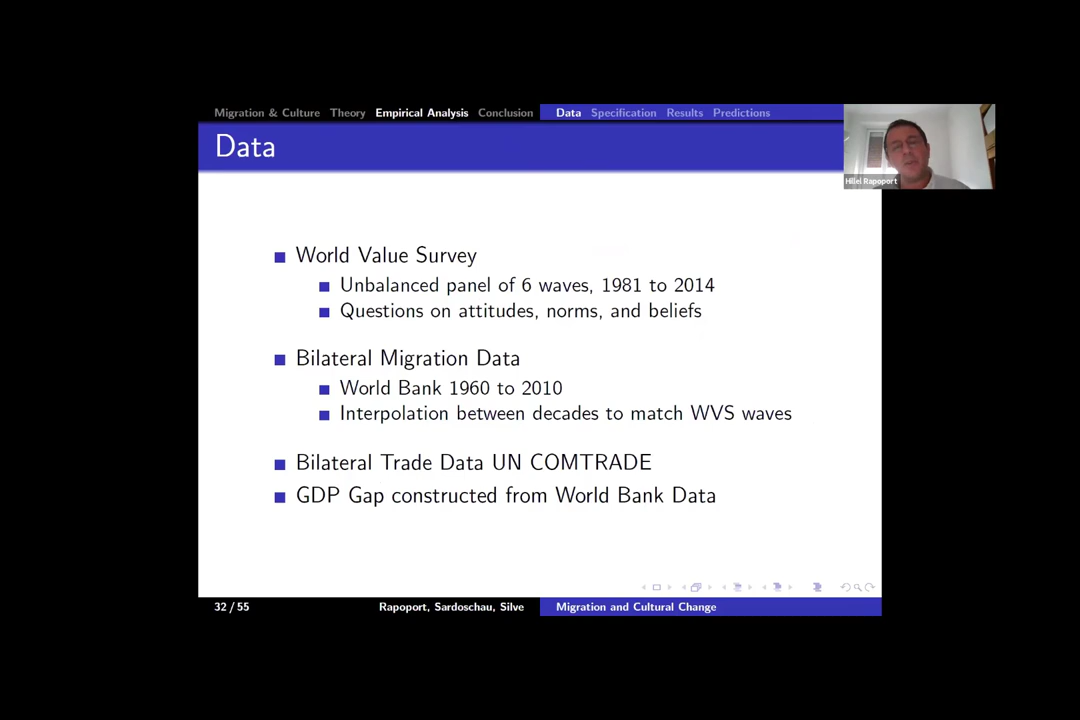 Migration & Culture Theory Empirical Analysis Conclusion Data Specification Results Predictions
Data
Hillel Rapoport
World Value Survey
Unbalanced panel of 6 waves, 1981 to 2014
Questions on attitudes, norms, and beliefs
Bilateral Migration Data
World Bank 1960 to 2010
Interpolation between decades to match WVS waves
Bilateral Trade Data UN COMTRADE
GDP Gap constructed from World Bank Data
32 / 55 Rapoport, Sardoschau, Silve Migration and Cultural Change